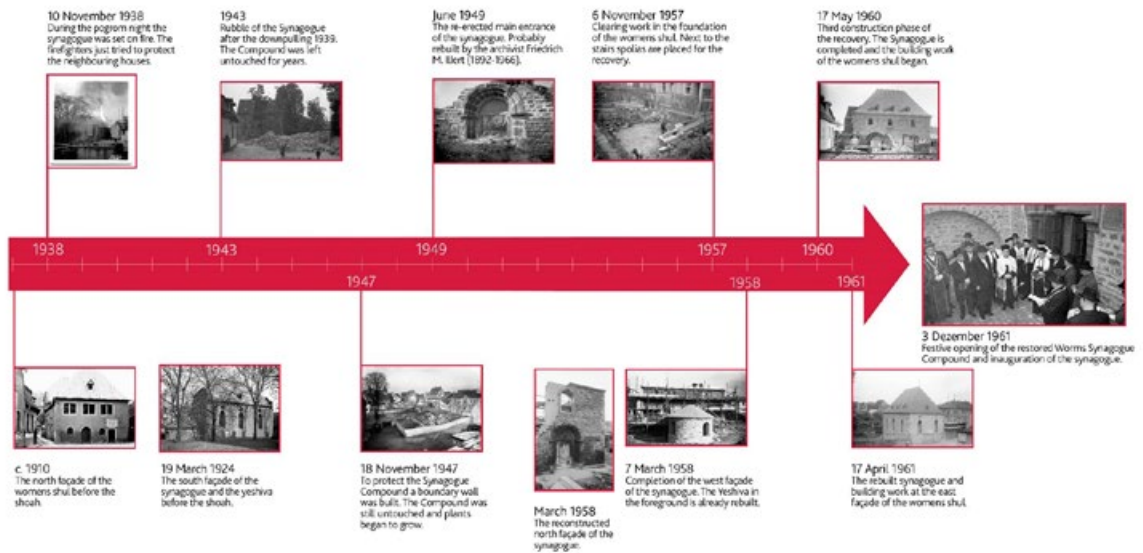 10 November 1938
During the pogrom night the
synagogue was set on fire. The
firefighters just tried to protect
the neighbouring houses.
1943
Rubble of the Synagogue
after the downpulling 1939.
The Compound was left
untouched for years.
June 1949
The re-erected main entrance
of the synagogue. Probably
rebuilt by the archivist Friedrich
M. Illert (1892-1966).
6 November 1957
Clearing work in the foundation
of the womens shul. Next to the
stairs spolias are placed for the
recovery.
17 May 1960
Third construction phase of
the recovery. The Synagogue is
completed and the building work
of the womens shul began.
1938
1943
1949
1957
1960
1947
1958
1961
3 Dezember 1961
Festive opening of the restored Worms Synagogue
Compound and inauguration of the synagogue.
c. 1910
The north façade of the
womens shul before the
shoah.
19 March 1924
The south façade of the
synagogue and the yeshiva
before the shoah.
18 November 1947
To protect the Synagogue
Compound a boundary wall
was built. The Compound was
still untouched and plants
began to grow.
March 1958
The reconstructed
north façade of the
synagogue.
7 March 1958
Completion of the west façade
of the synagogue. The Yeshiva in
the foreground is already rebuilt.
17 April 1961
The rebuilt synagogue and
building work at the east
façade of the womens shul.